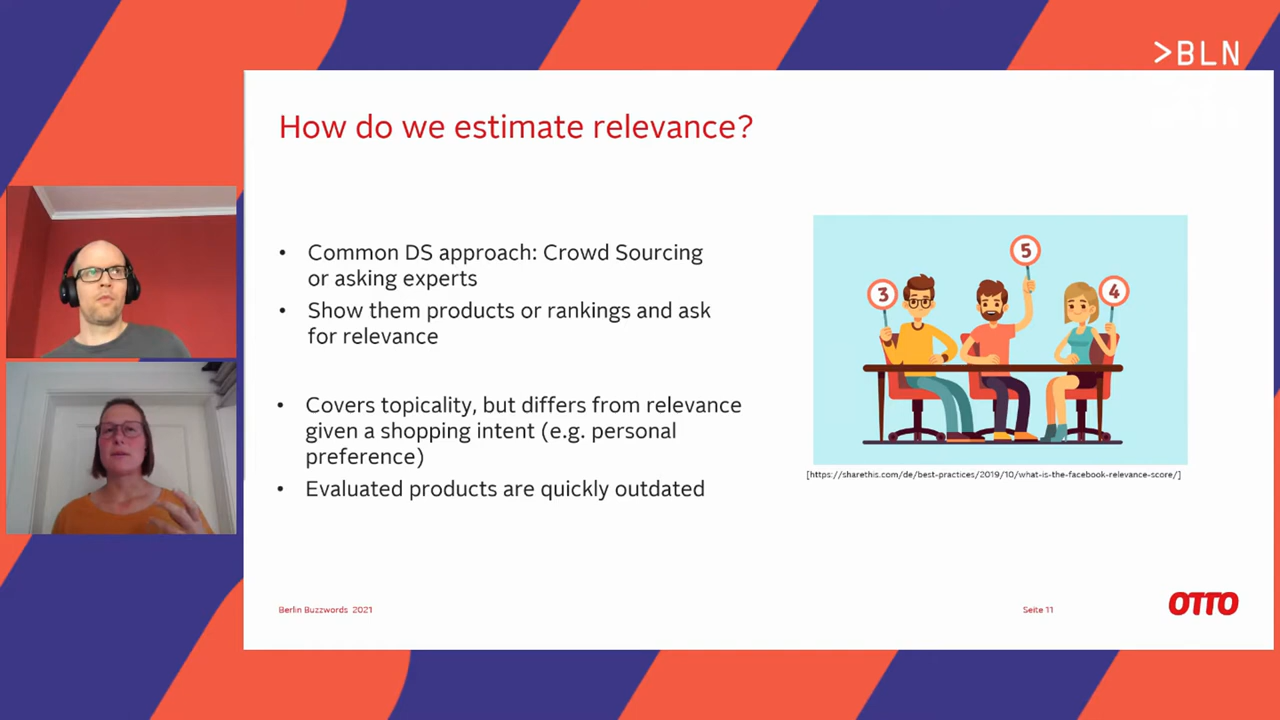 >BLN
How do we estimate relevance?
• Common DS approach: Crowd Sourcing
or asking experts
• Show them products or rankings and ask
for relevance
• Covers topicality, but differs from relevance
given a shopping intent (e.g. personal
preference)
• Evaluated products are quickly outdated
3
5
4
[https://sharethis.com/de/best-practices/2019/10/what-is-the-facebook-relevance-score/]
Berlin Buzzwords 2021
Seite 11
OTTO